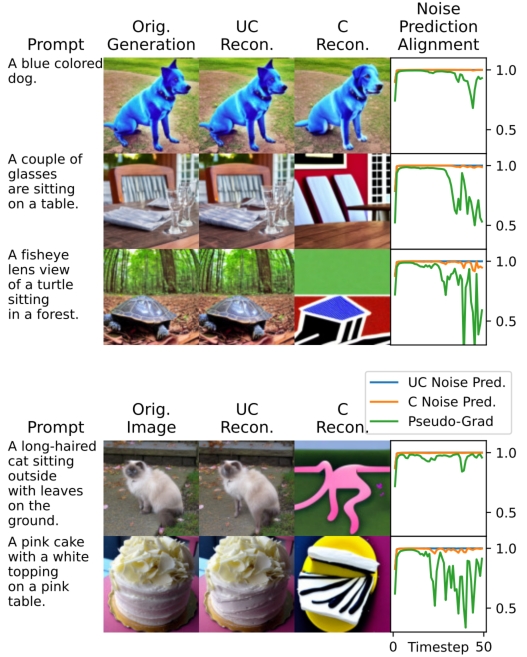 Prompt
Orig.
Generation
UC
Recon.
C
Recon.
Noise
Prediction
Alignment
A blue colored
dog.
1.0
0.5
A couple of
glasses
are sitting
on a table.
1.0
0.5
A fisheye
lens view
of a turtle
sitting
in a forest.
1.0
0.5
UC Noise Pred.
C Noise Pred.
Pseudo-Grad
Prompt
Orig.
Image
UC
Recon.
C
Recon.
A long-haired
cat sitting
outside
with leaves
on the
ground.
1.0
0.5
A pink cake
with a white
topping
on a pink
table.
1.0
0.5
0 Timestep 50